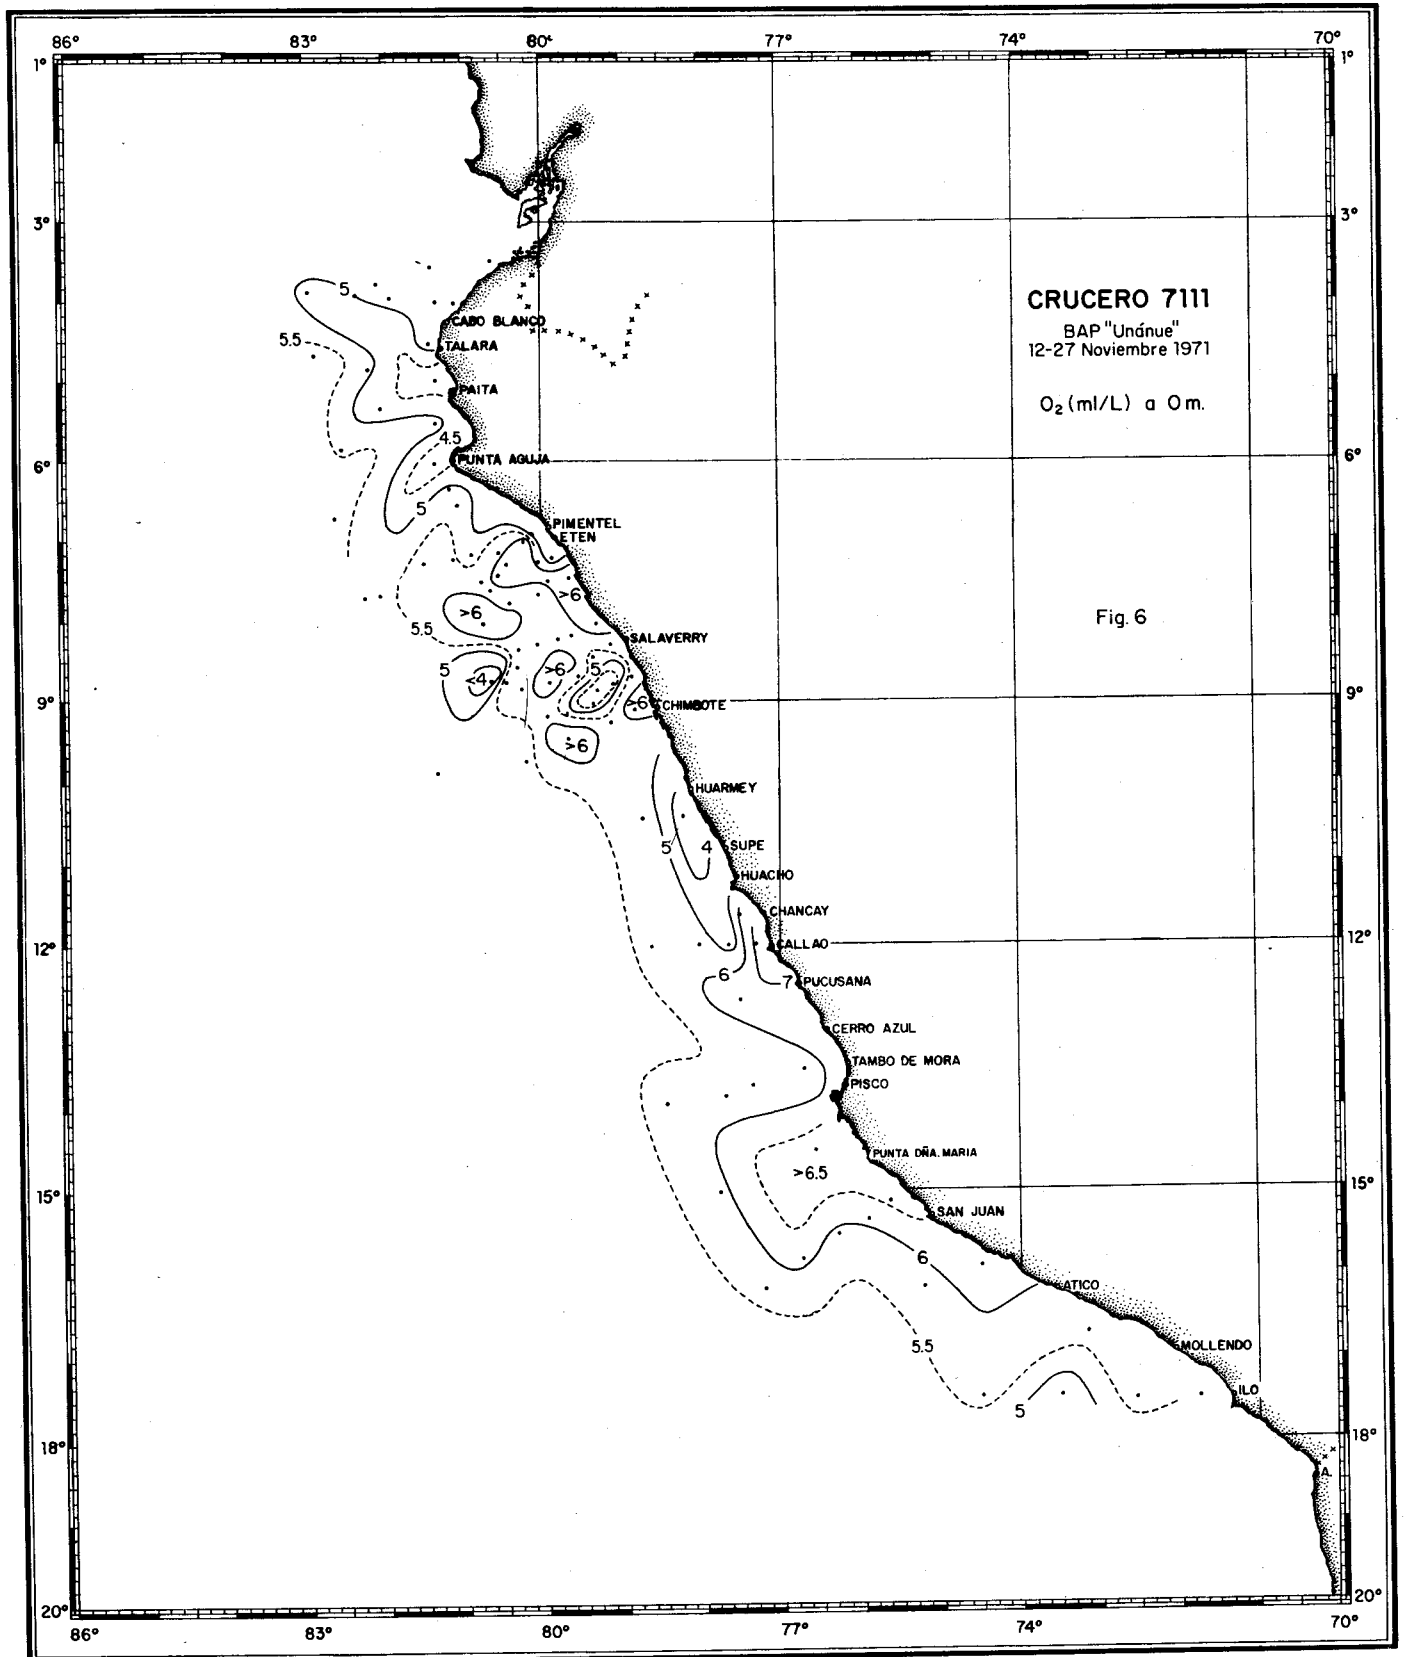 86° 83° 80° 77° 74° 70°
1° 1°
3° 3°
CRUCERO 7111
BAP "Unánue"
12-27 Noviembre 1971
O₂ (ml/L) a 0 m.
5
CABO BLANCO
5.5
TALARA
PAITA
4.5
PUNTA AGUJA
6° 6°
5
PIMENTEL
ETEN
>6
>6
Fig. 6
5.5
SALAVERRY
5
<4
>6
5
>6
CHIMBOTE
9° 9°
>6
HUARMEY
5
4
SUPE
HUACHO
CHANCAY
12° 12°
CALLAO
6
7
PUCUSANA
CERRO AZUL
TAMBO DE MORA
PISCO
PUNTA DÑA. MARIA
>6.5
15° 15°
SAN JUAN
6
ATICO
5.5
MOLLENDO
ILO
5
18° 18°
A.
20° 20°
86° 83° 80° 77° 74° 70°